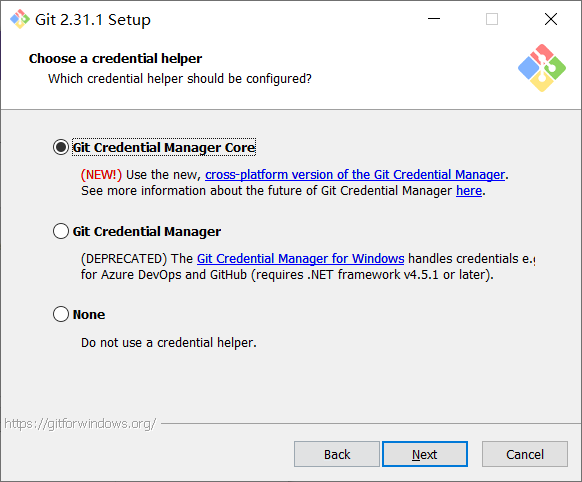 Git 2.31.1 Setup
Choose a credential helper
Which credential helper should be configured?
Git Credential Manager Core
(NEW!) Use the new, cross-platform version of the Git Credential Manager.
See more information about the future of Git Credential Manager here.
Git Credential Manager
(DEPRECATED) The Git Credential Manager for Windows handles credentials e.g
for Azure DevOps and GitHub (requires .NET framework v4.5.1 or later).
None
Do not use a credential helper.
https://gitforwindows.org/
Back
Next
Cancel